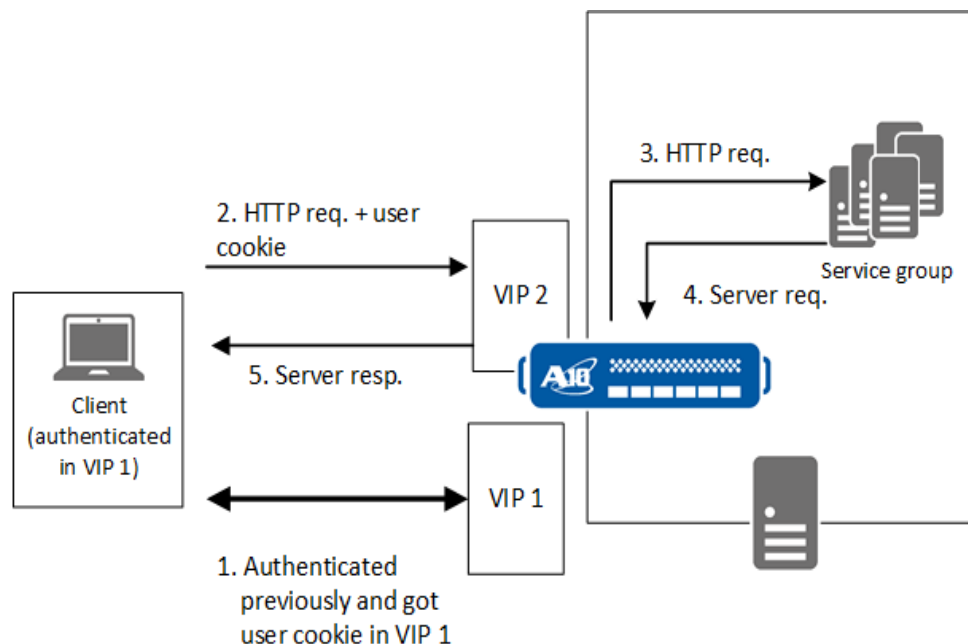 3. HTTP req.
2. HTTP req. + user
cookie
Service group
VIP 2
4. Server req.
A10
5. Server resp.
Client
(authenticated
in VIP 1)
VIP 1
1. Authenticated
previously and got
user cookie in VIP 1